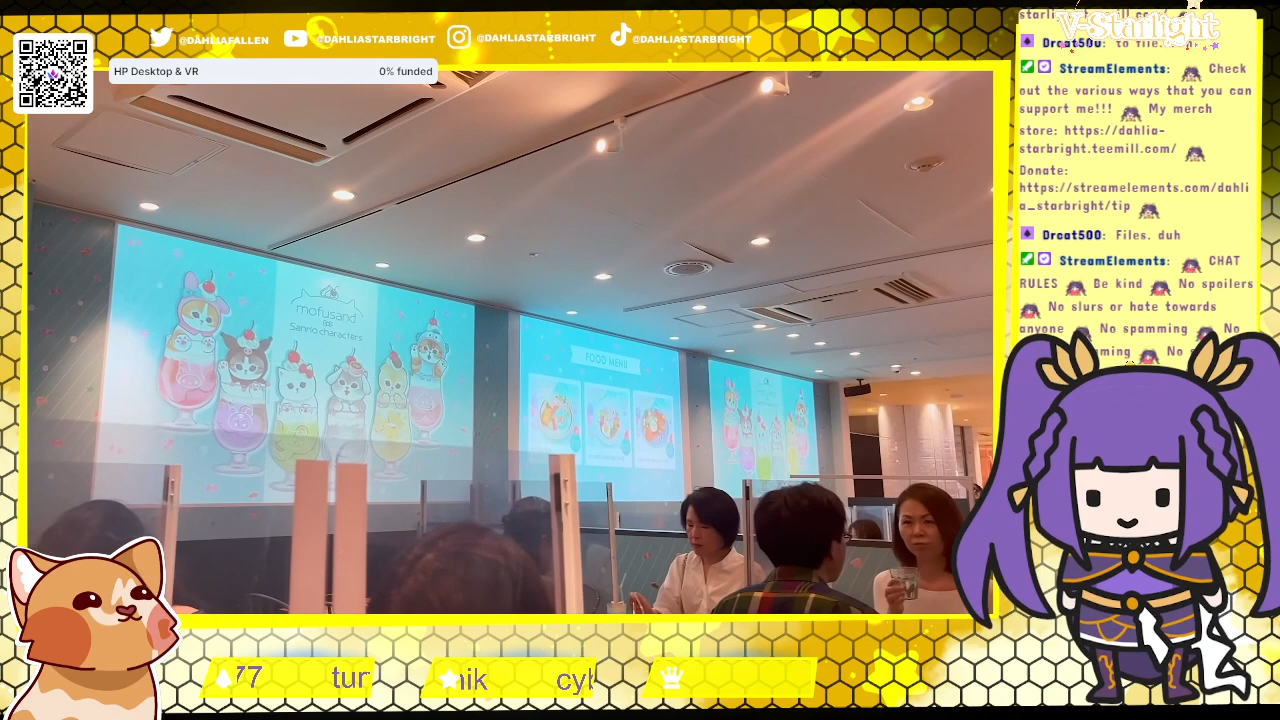 @DAHLIAFALLEN
@DAHLIASTARBRIGHT
@DAHLIASTARBRIGHT
@DAHLIASTARBRIGHT
HP Desktop & VR
0% funded
mofusand
Sanrio characters
FOOD MENU
V-Starlight
Drcat500: to file.
StreamElements: Check
out the various ways that you can
support me!!! My merch
store: https://dahlia-
starbright.teemill.com/
Donate:
https://streamelements.com/dahli
a_starbright/tip
Drcat500: Files. duh
StreamElements: CHAT
RULES Be kind No spoilers
No slurs or hate towards
anyone No spamming No
No
77
tur
nik
cyl